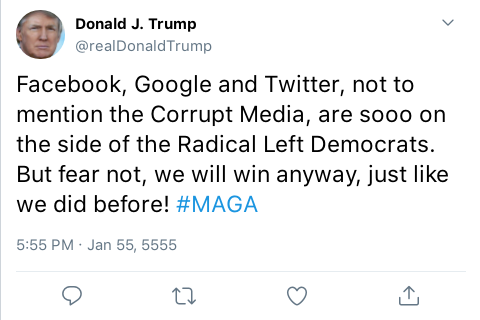 Donald J. Trump
@realDonaldTrump
Facebook, Google and Twitter, not to
mention the Corrupt Media, are sooo on
the side of the Radical Left Democrats.
But fear not, we will win anyway, just like
we did before! #MAGA
5:55 PM · Jan 55, 5555